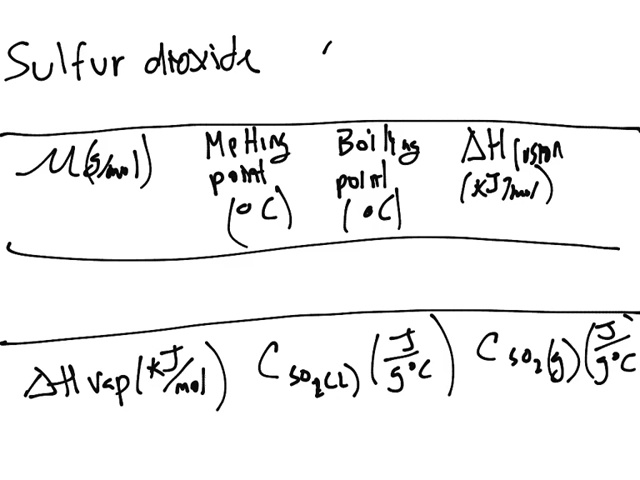 Sulfur dioxide
M(g/mol) Melting point (°C) Boiling point (°C) ΔH fusion (kJ/mol)
ΔH vap (kJ/mol) C SO₂(L) (J/g°C) C SO₂(g) (J/g°C